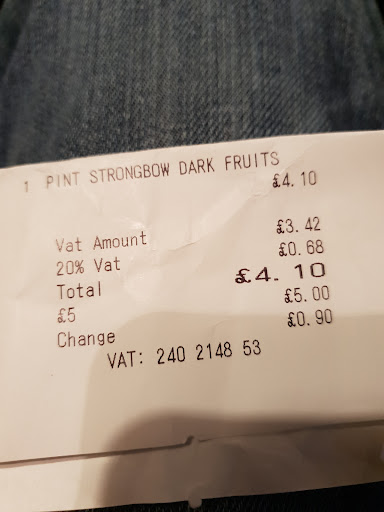 1 PINT STRONGBOW DARK FRUITS
£4.10
Vat Amount £3.42
20% Vat £0.68
Total £4.10
£5 £5.00
Change £0.90
VAT: 240 2148 53